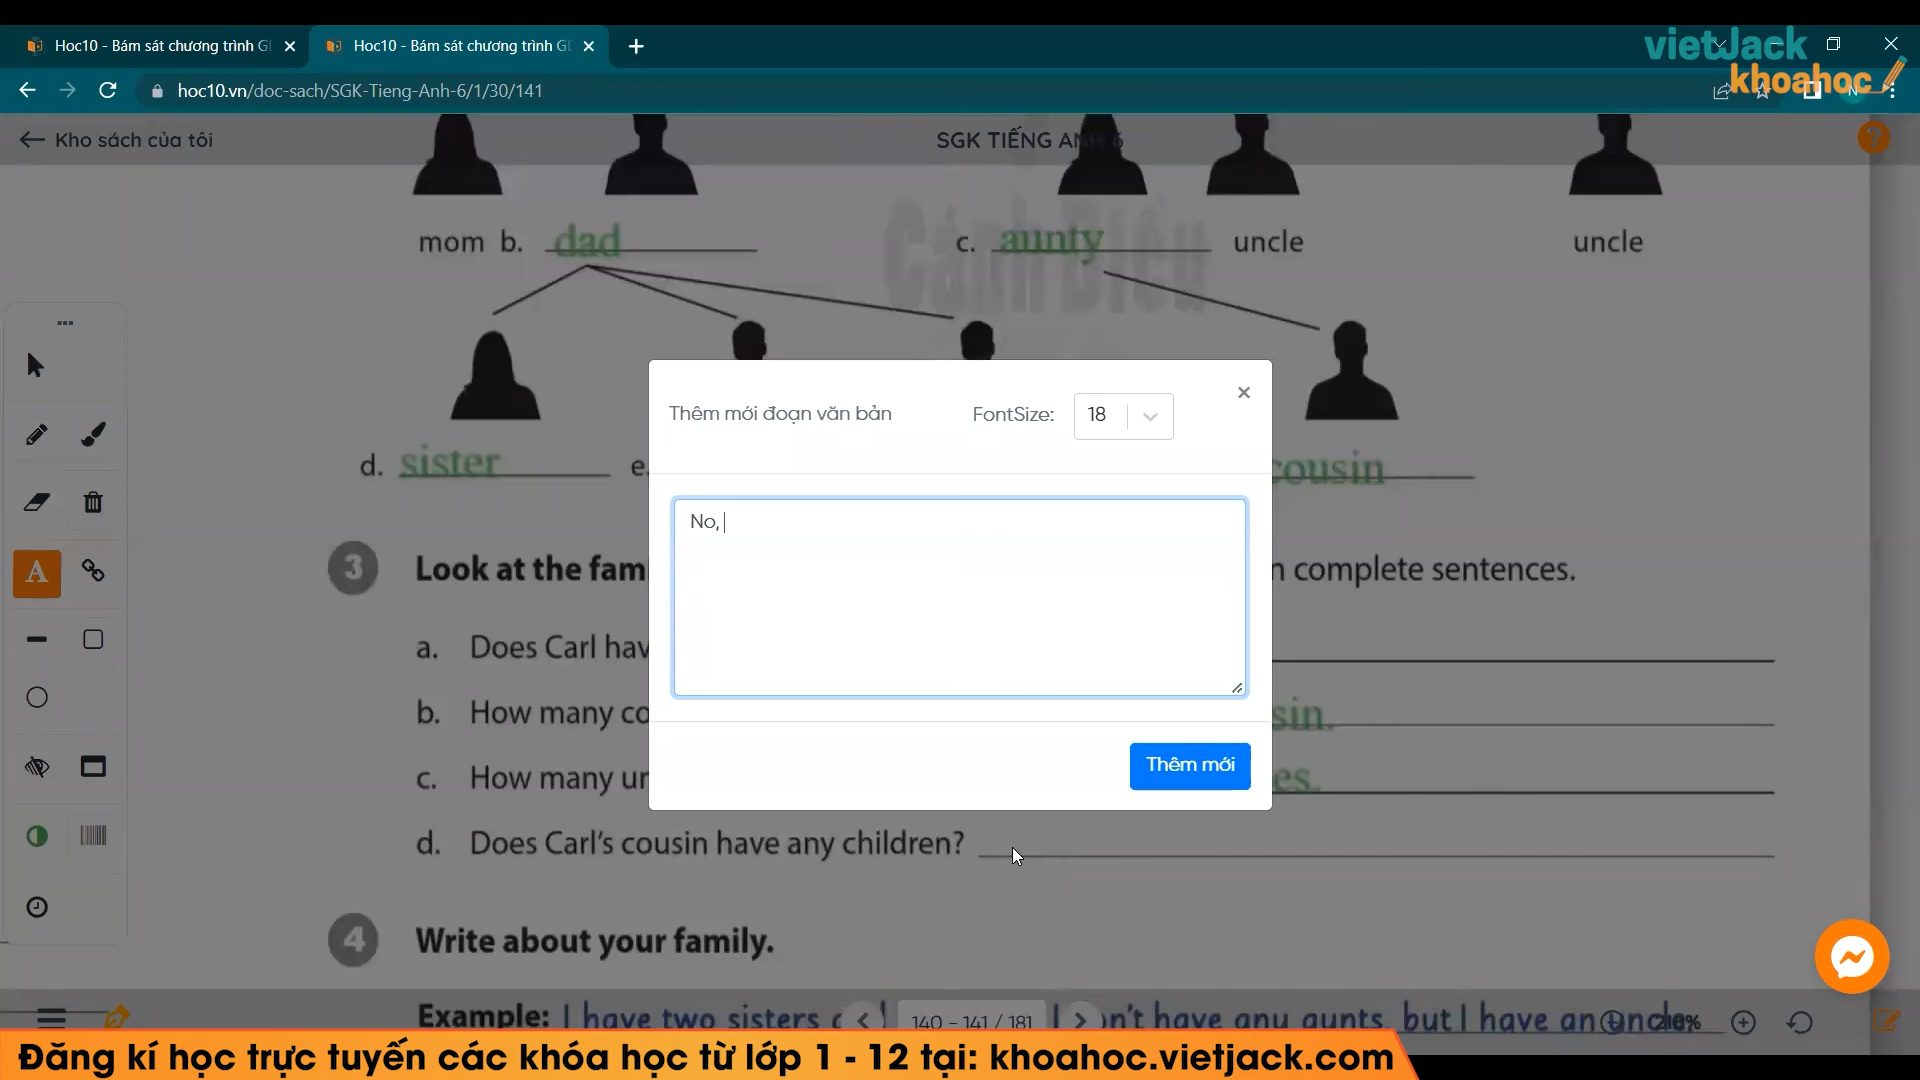 Hoc10 - Bám sát chương trình G
Hoc10 - Bám sát chương trình G
vietJack
khoahoc
hoc10.vn/doc-sach/SGK-Tieng-Anh-6/1/30/141
N
Kho sách của tôi
SGK TIẾNG ANH 6
?
Cánh Diều
mom b. dad
c. aunty uncle
uncle
d. sister e.
cousin
Thêm mới đoạn văn bản
FontSize: 18
No,
Thêm mới
3 Look at the fam
n complete sentences.
a. Does Carl hav
b. How many co
sin.
c. How many un
es.
d. Does Carl's cousin have any children?
4 Write about your family.
Example: I have two sisters
140 - 141 / 181
I
n't have any aunts, but I have an uncle.
A
Đăng kí học trực tuyến các khóa học từ lớp 1 - 12 tại: khoahoc.vietjack.com